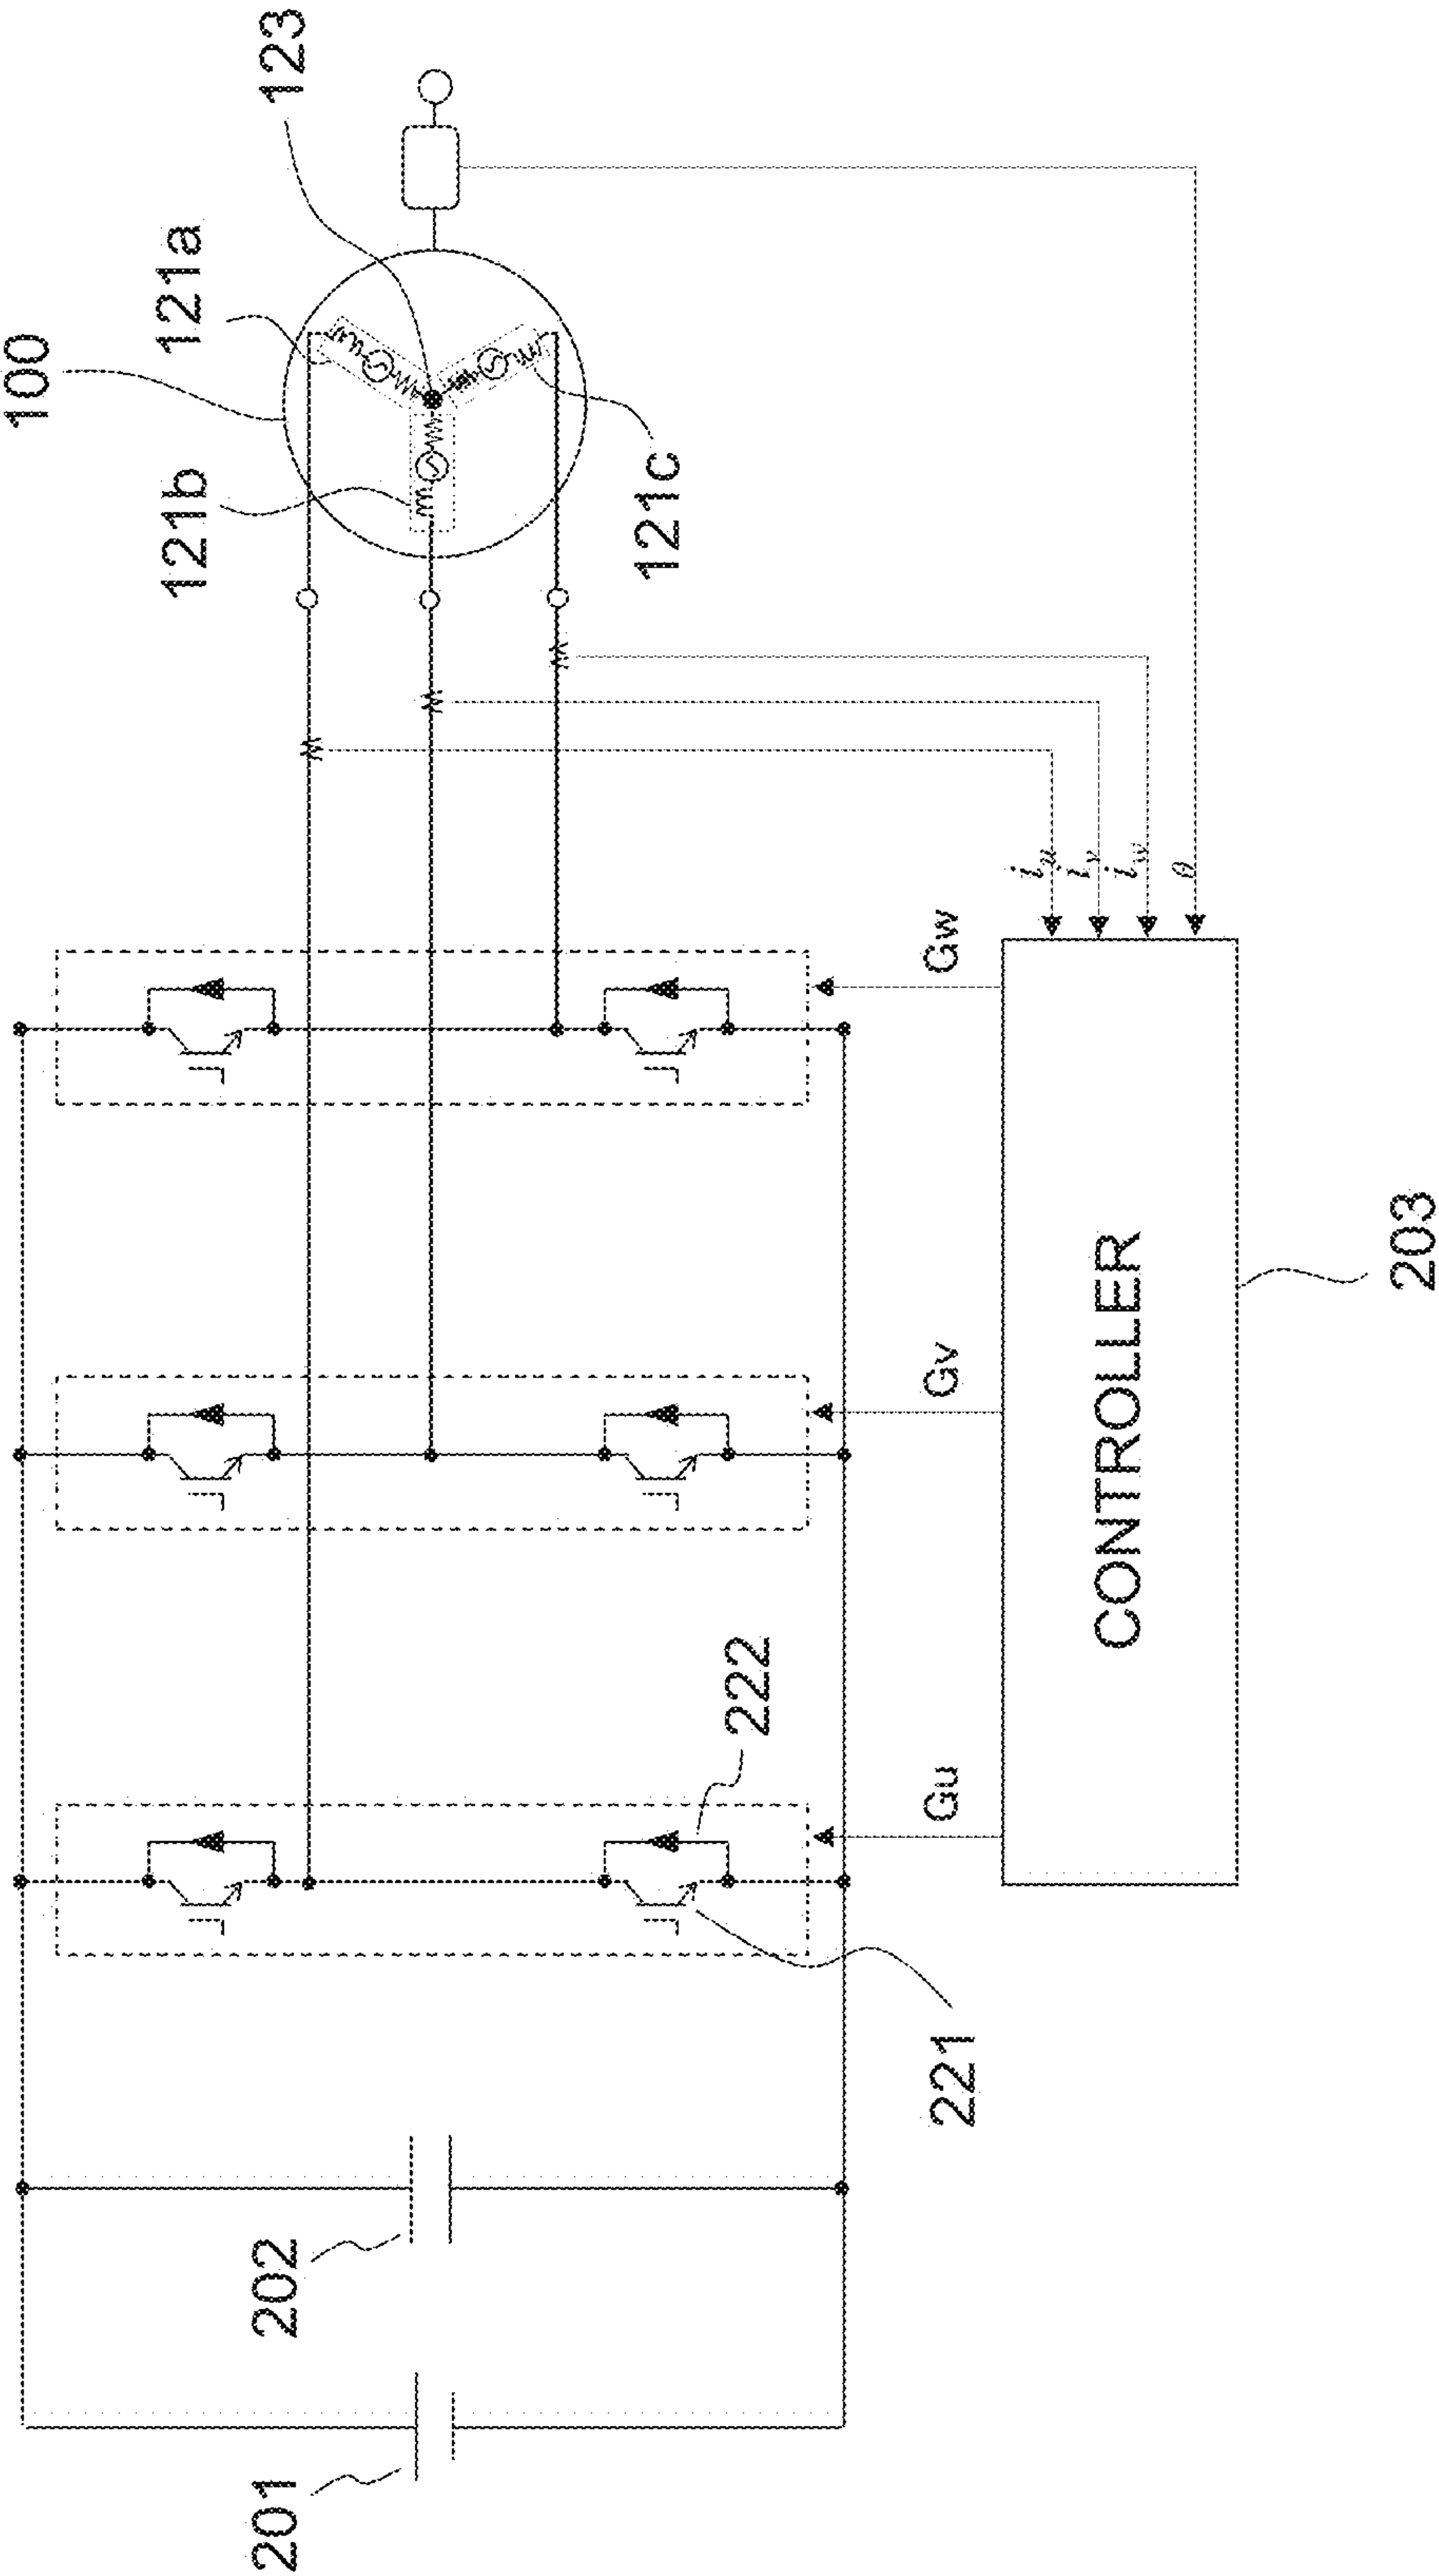 100
121a
123
121b
121c
201
202
222
221
Gu
Gv
Gw
iu
iv
iw
θ
CONTROLLER
203